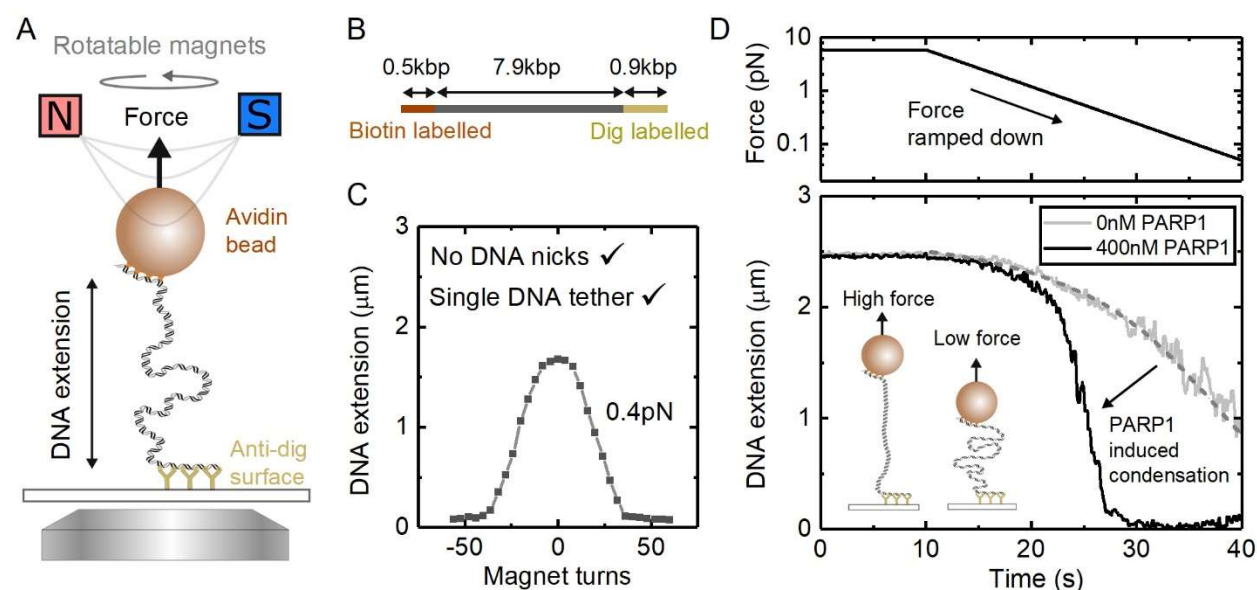 A
Rotatable magnets
N
S
Force
Avidin
bead
DNA extension
Anti-dig
surface
B
0.5kbp
7.9kbp
0.9kbp
Biotin labelled
Dig labelled
C
3
2
1
0
DNA extension (μm)
No DNA nicks ✓
Single DNA tether ✓
0.4pN
-50
0
50
Magnet turns
D
10
1
0.1
Force (pN)
Force
ramped down
3
2
1
0
DNA extension (μm)
0nM PARP1
400nM PARP1
High force
Low force
PARP1
induced
condensation
0
10
20
30
40
Time (s)